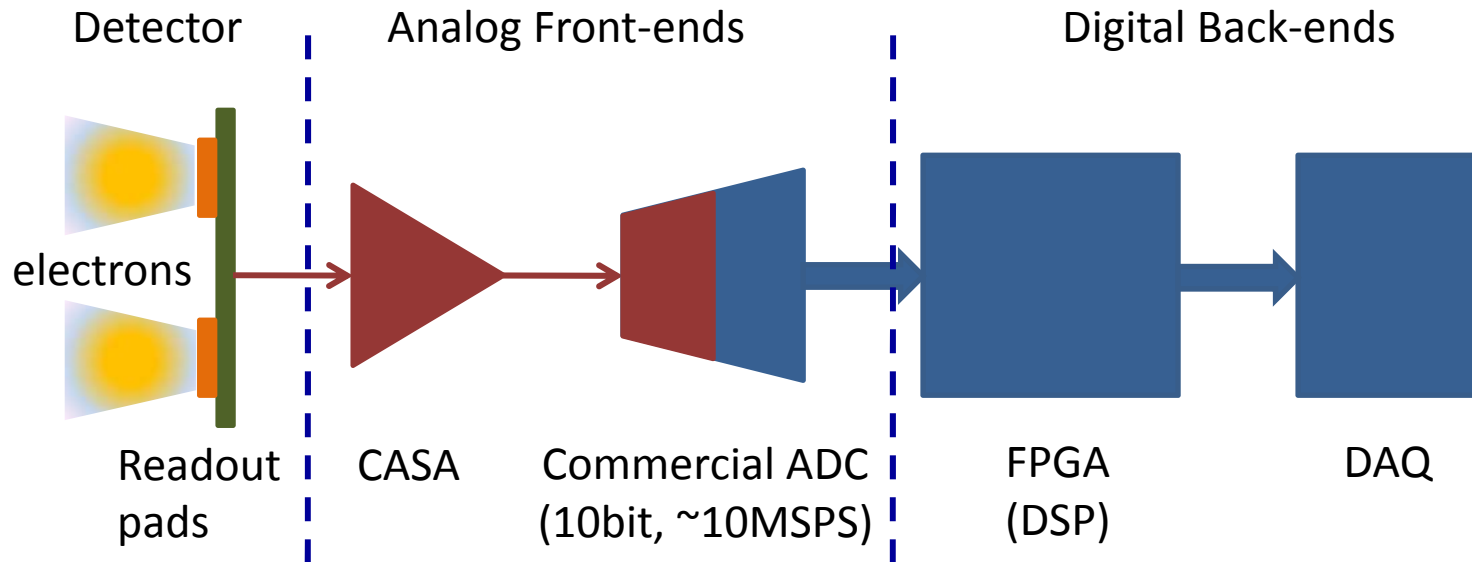 Detector
Analog Front-ends
Digital Back-ends
electrons
Readout
pads
CASA
Commercial ADC
(10bit, ~10MSPS)
FPGA
(DSP)
DAQ